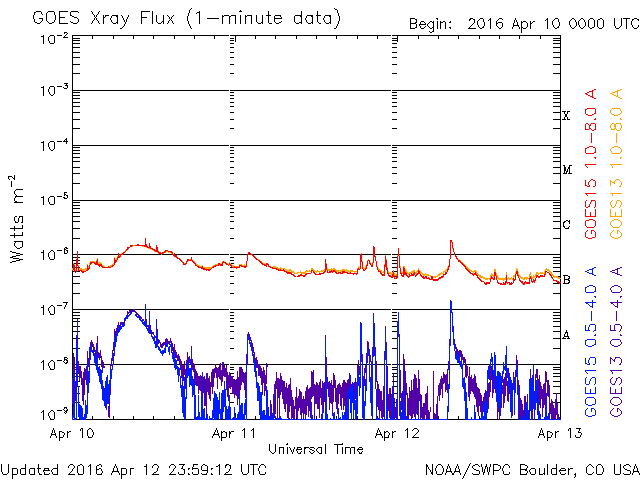 GOES Xray Flux (1-minute data)
Begin: 2016 Apr 10 0000 UTC
Watts m-2
10-2
10-3
10-4
10-5
10-6
10-7
10-8
10-9
X
M
C
B
A
GOES15 1.0-8.0 A
GOES13 1.0-8.0 A
GOES15 0.5-4.0 A
GOES13 0.5-4.0 A
Apr 10
Apr 11
Apr 12
Apr 13
Universal Time
Updated 2016 Apr 12 23:59:12 UTC
NOAA/SWPC Boulder, CO USA